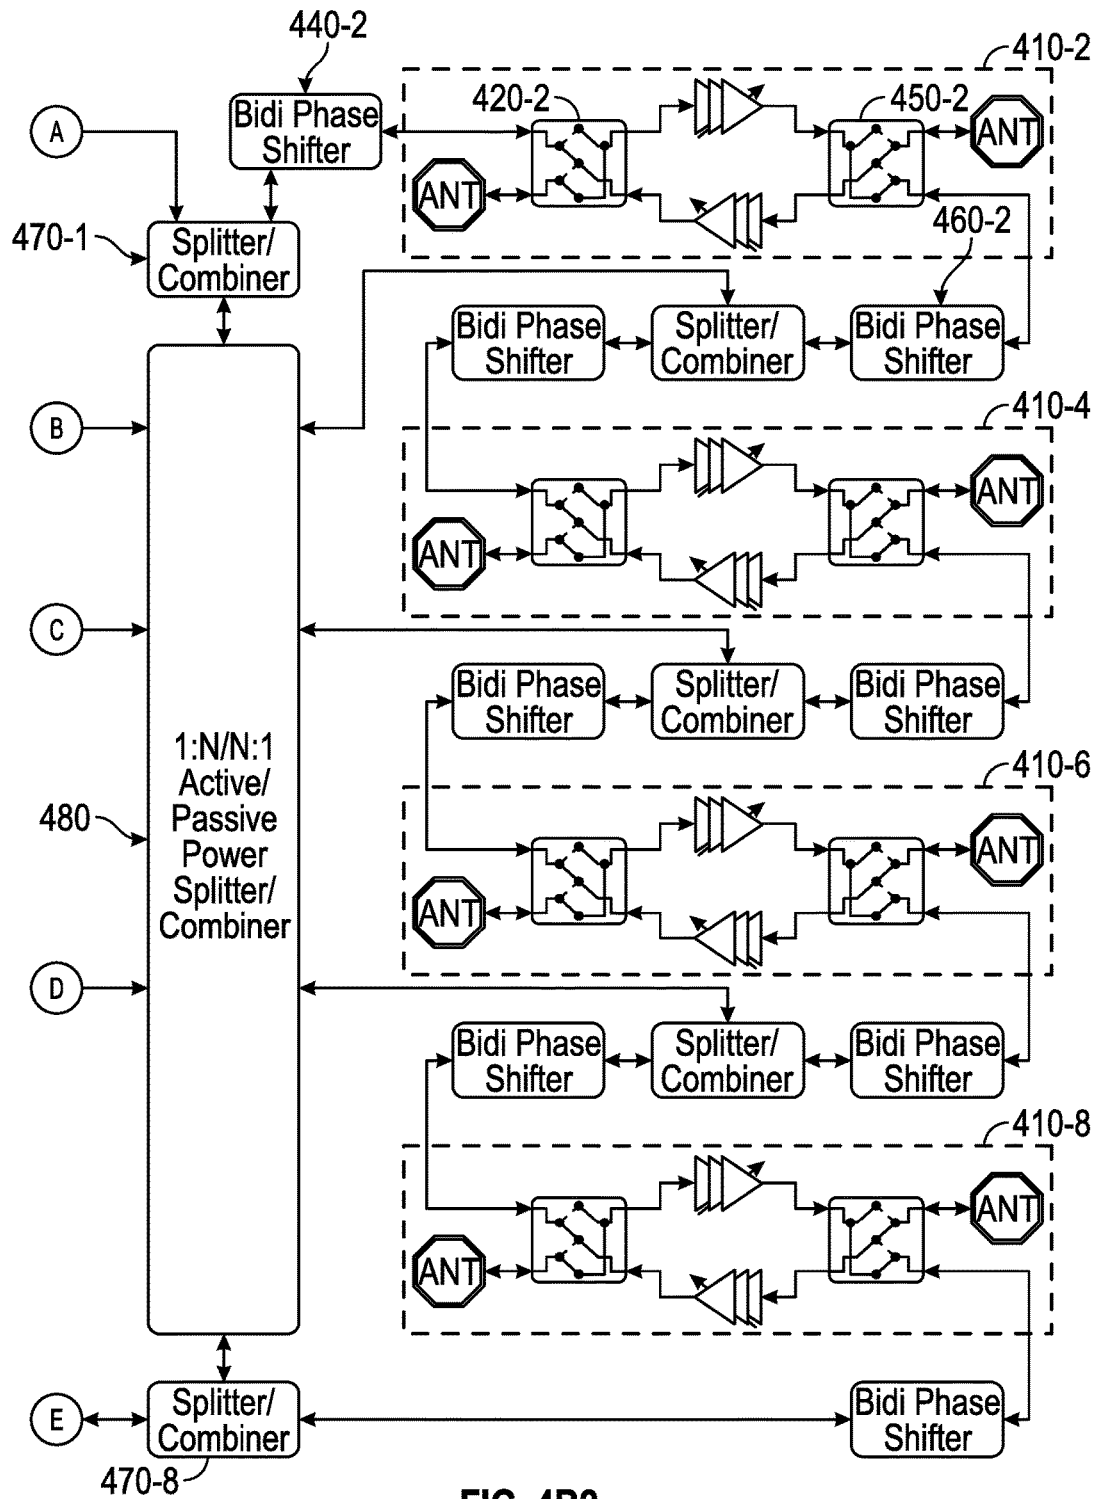 440-2
410-2
A
Bidi Phase
Shifter
420-2
450-2
ANT
ANT
470-1
Splitter/
Combiner
460-2
Bidi Phase
Shifter
Splitter/
Combiner
Bidi Phase
Shifter
410-4
B
ANT
ANT
C
Bidi Phase
Shifter
Splitter/
Combiner
Bidi Phase
Shifter
410-6
480
1:N/N:1
Active/
Passive
Power
Splitter/
Combiner
ANT
ANT
D
Bidi Phase
Shifter
Splitter/
Combiner
Bidi Phase
Shifter
410-8
ANT
ANT
E
Splitter/
Combiner
Bidi Phase
Shifter
470-8